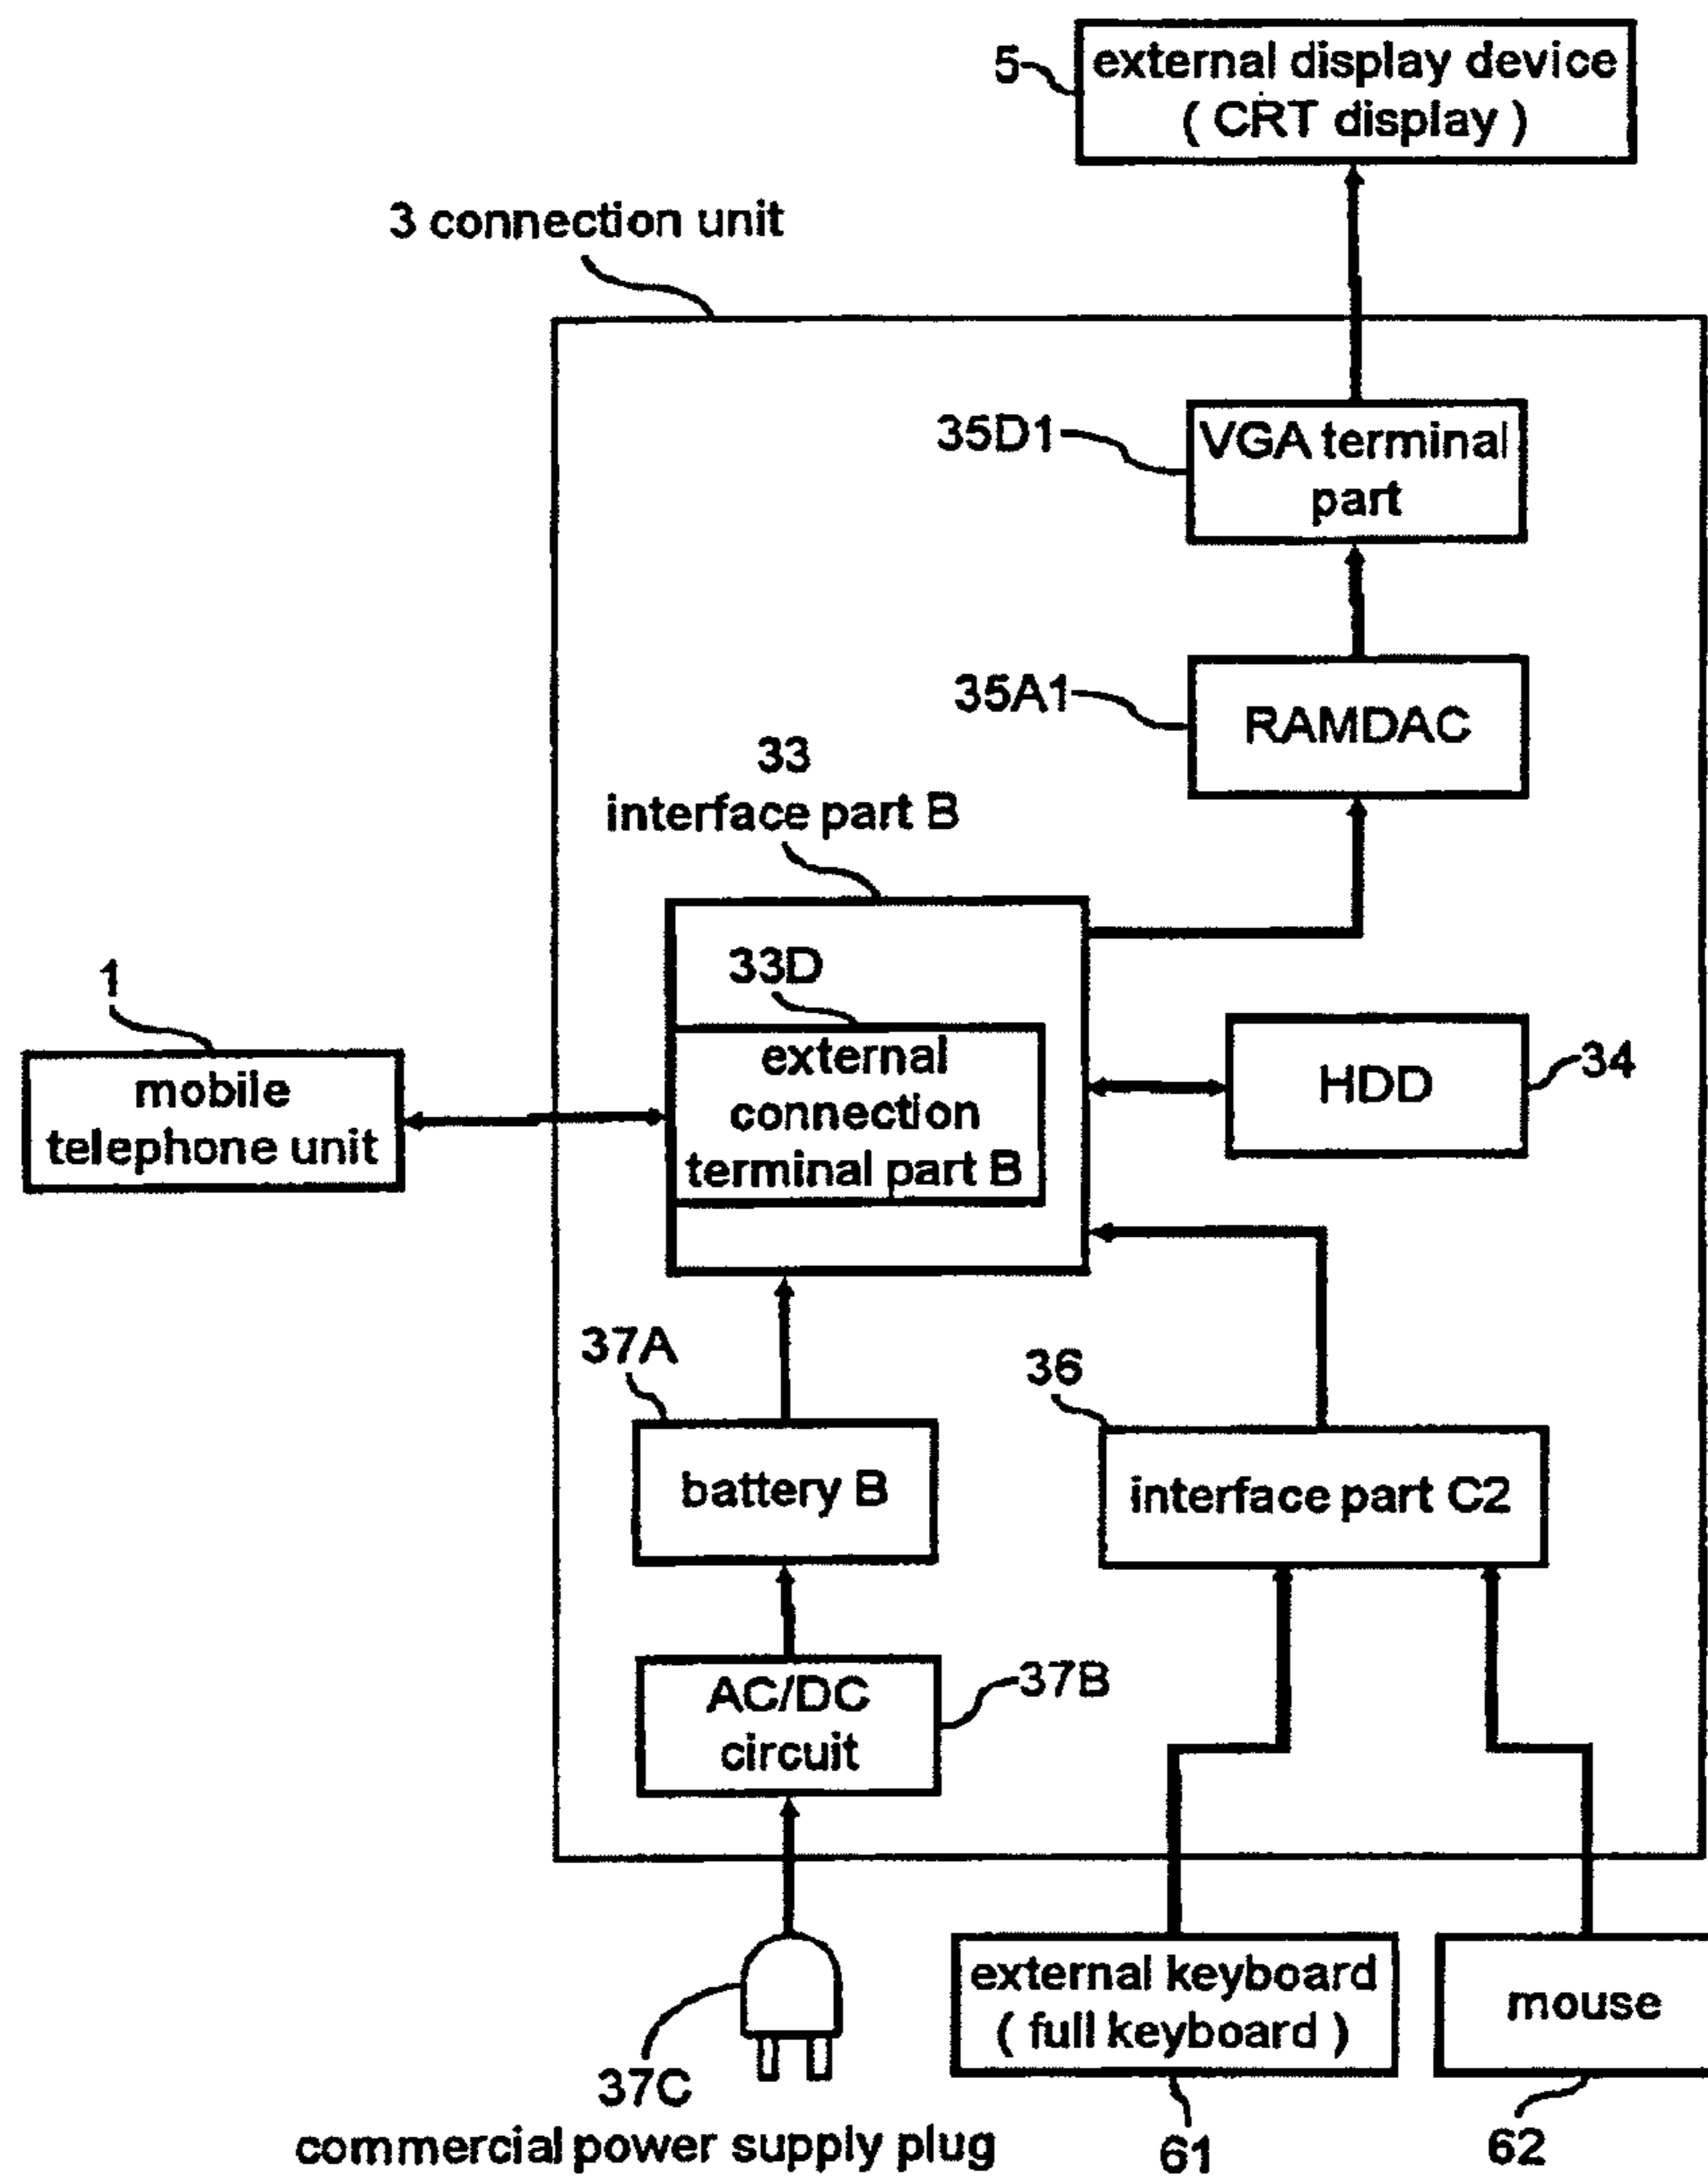 5
external display device
( CRT display )
3 connection unit
35D1
VGA terminal
part
35A1
RAMDAC
33
interface part B
33D
external
connection
terminal part B
1
mobile
telephone unit
HDD
34
37A
battery B
36
interface part C2
AC/DC
circuit
37B
37C
commercial power supply plug
external keyboard
( full keyboard )
61
mouse
62